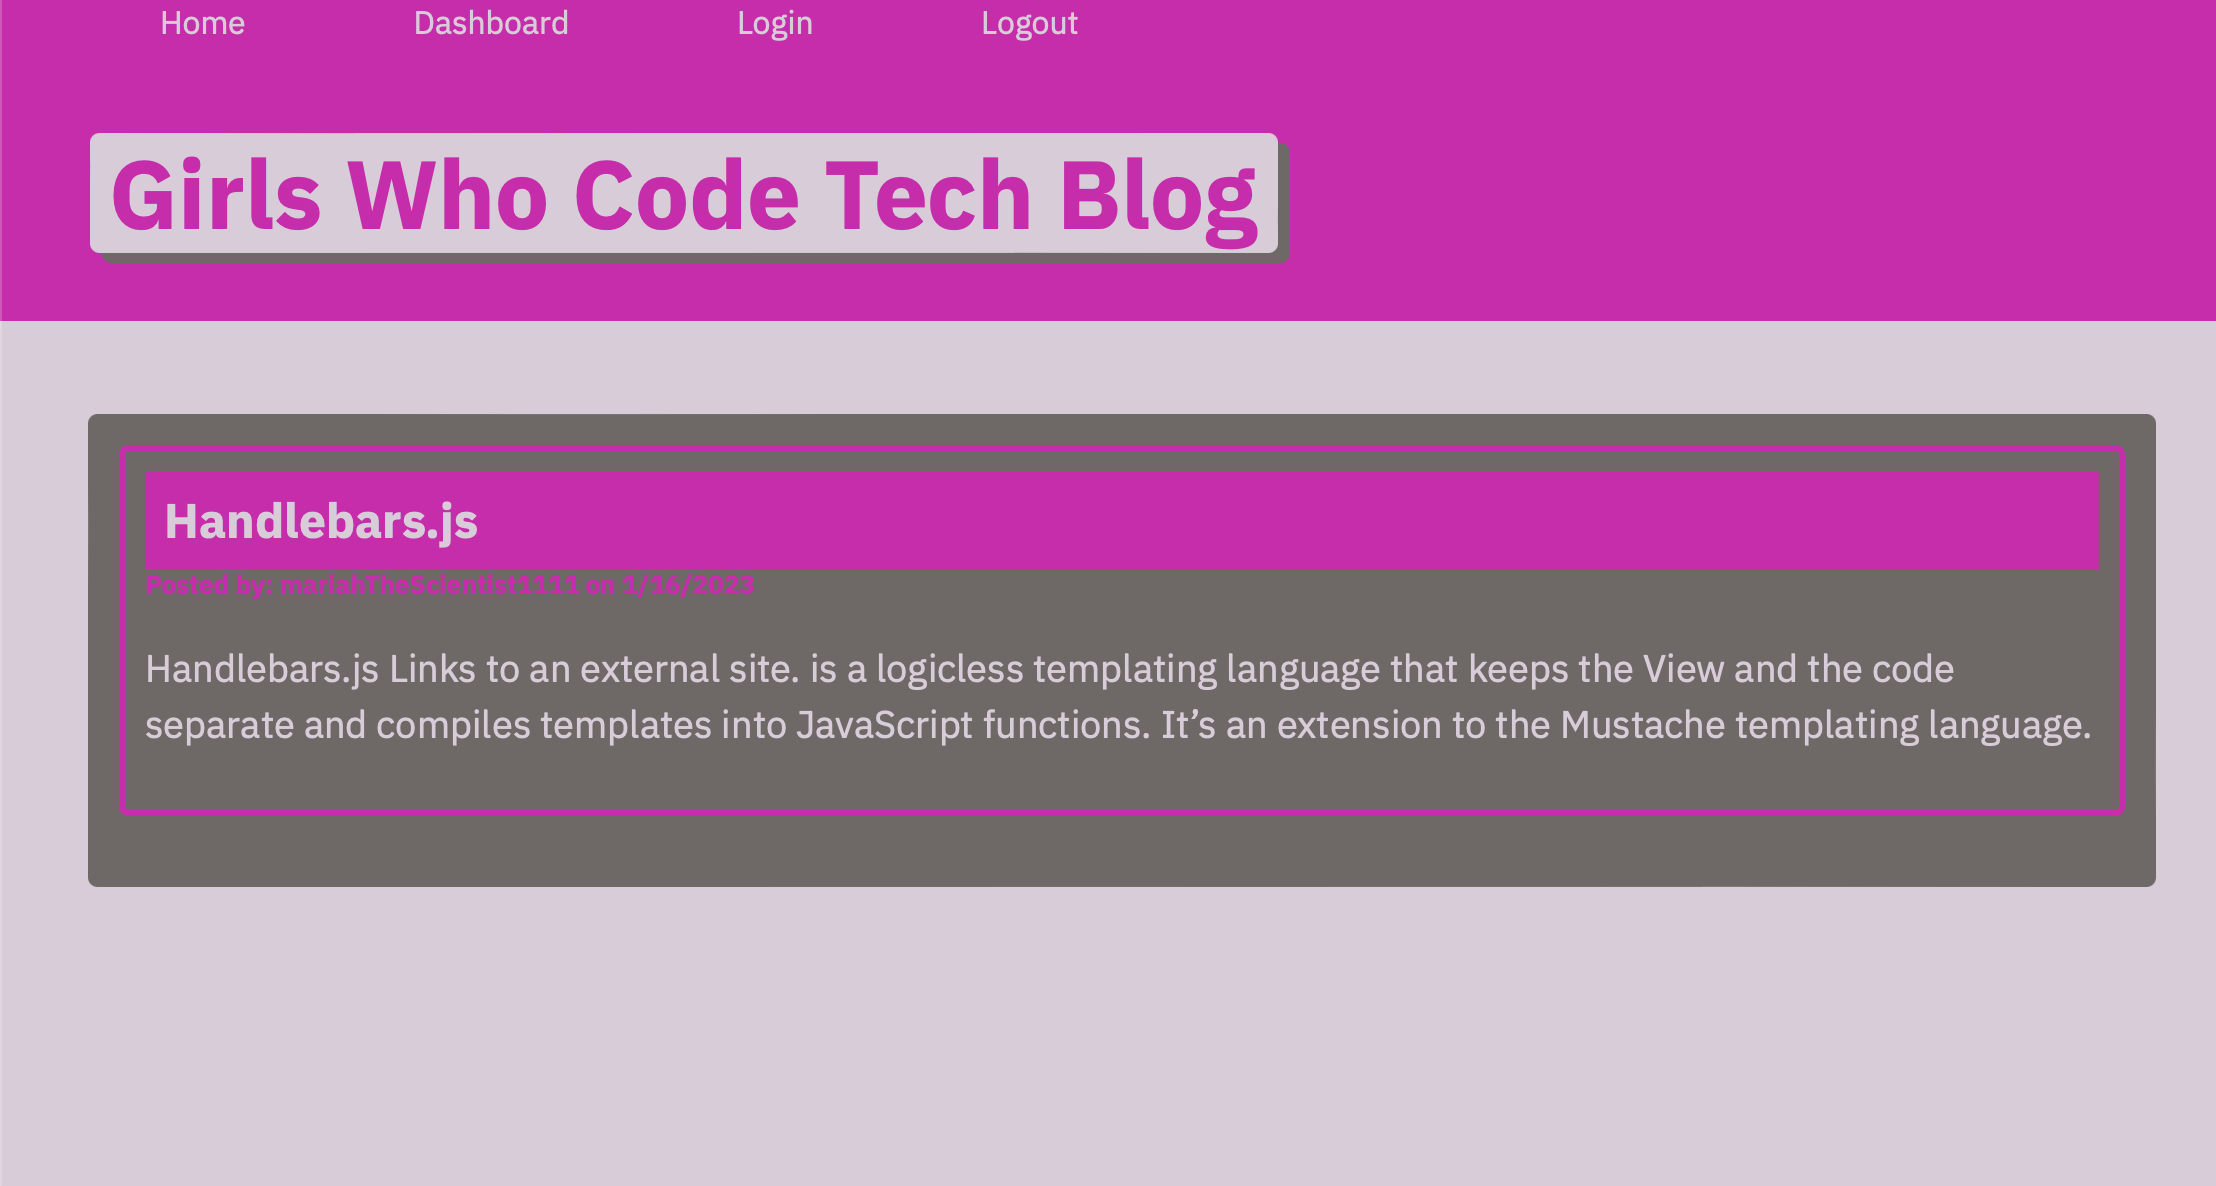 Home Dashboard Login Logout
Girls Who Code Tech Blog
Handlebars.js
Posted by: mariahTheScientist1111 on 1/16/2023
Handlebars.js Links to an external site. is a logicless templating language that keeps the View and the code
separate and compiles templates into JavaScript functions. It’s an extension to the Mustache templating language.